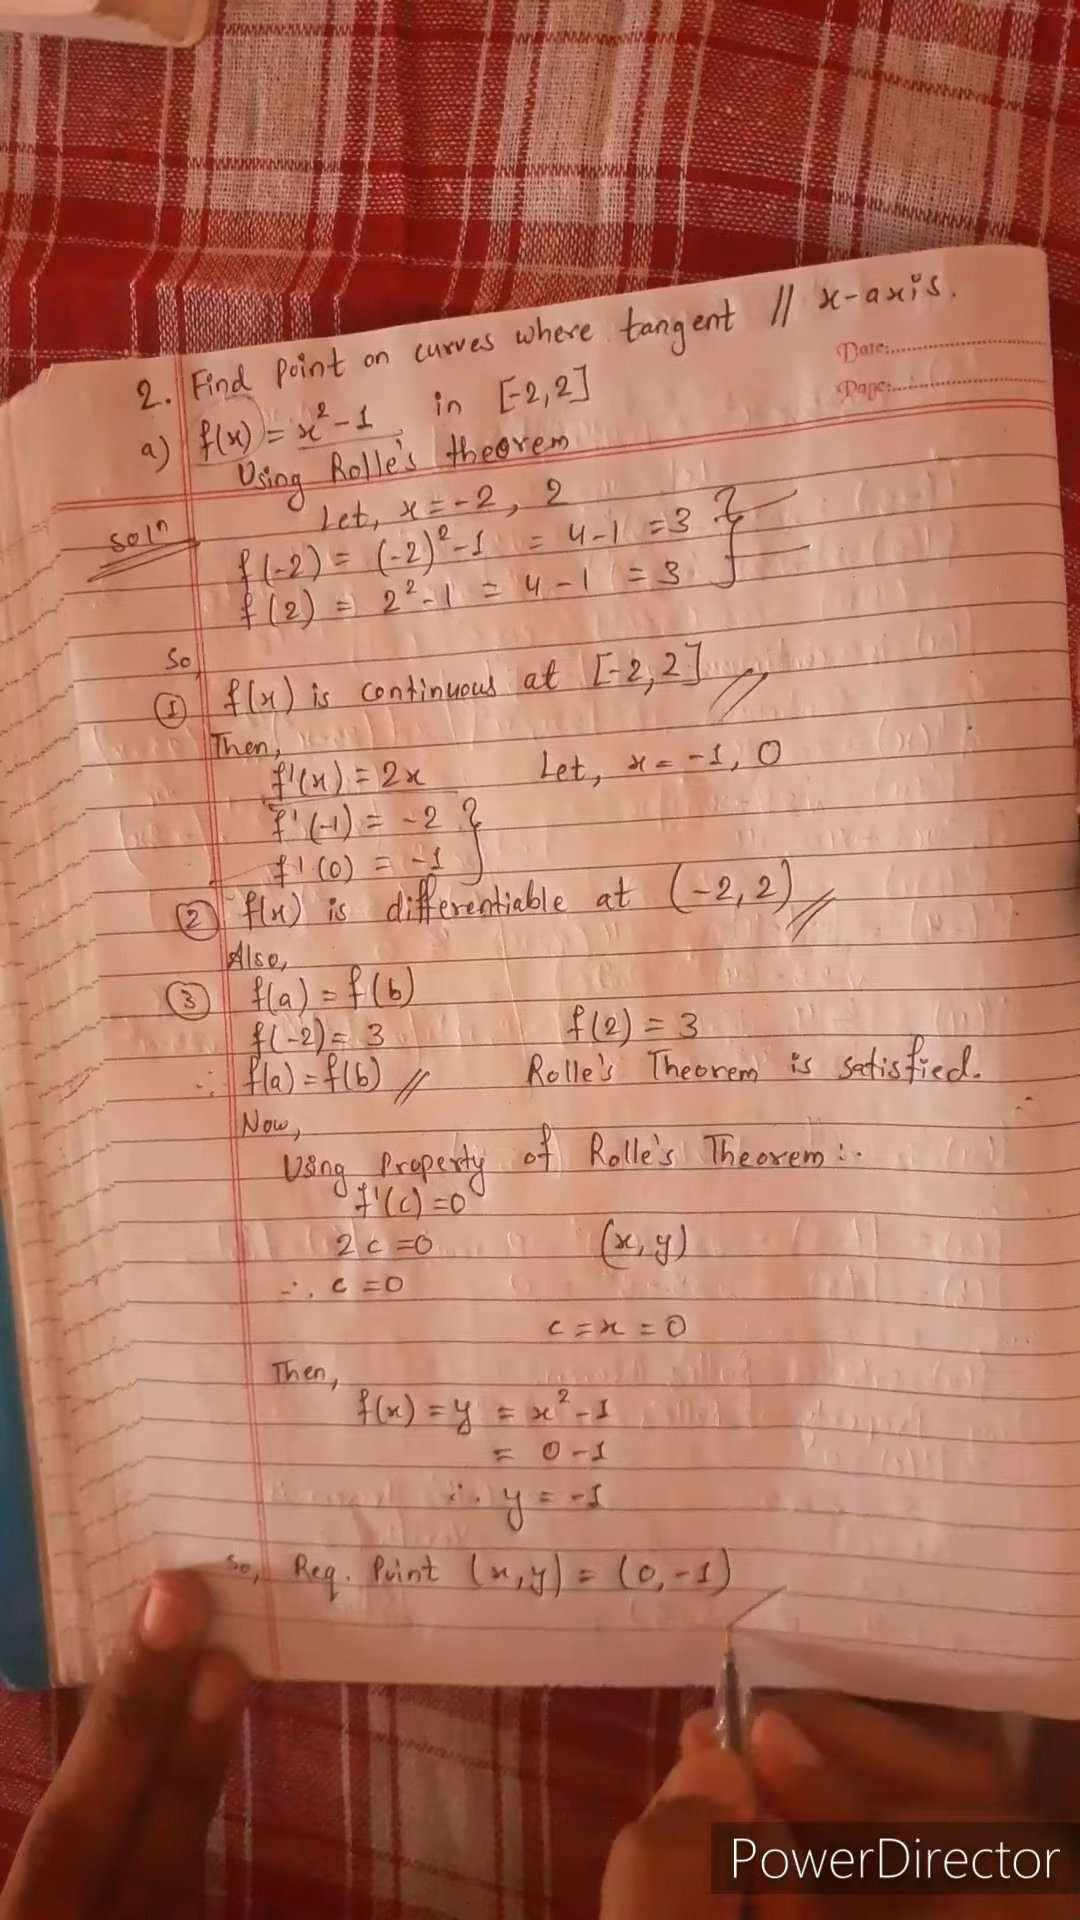 2. Find point on curves where tangent // x-axis.
Date:
Page:
a) f(x) = x²-1 in [-2,2]
Using Rolle's theorem
Soln
Let, x = -2, 2
f(-2) = (-2)²-1 = 4-1 = 3 }
f(2) = 2²-1 = 4-1 = 3
So,
① f(x) is continuous at [-2,2]
Then,
f'(x) = 2x Let, x = -1, 0
f'(-1) = -2 }
f'(0) = -1
② f(x) is differentiable at (-2,2)
Also,
③ f(a) = f(b)
f(-2) = 3 f(2) = 3
∴ f(a) = f(b) // Rolle's Theorem is satisfied.
Now,
Using Property of Rolle's Theorem:-
f'(c) = 0
2c = 0 (x, y)
∴ c = 0
c = x = 0
Then,
f(x) = y = x²-1
= 0-1
∴ y = -1
So, Req. Point (x,y) = (0,-1)
PowerDirector